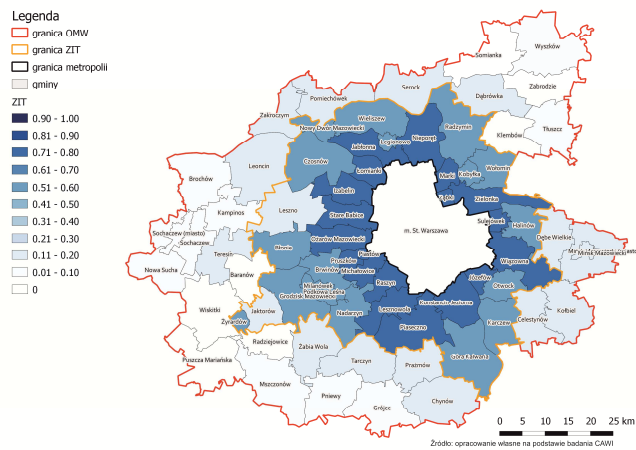 Legenda
granica OMW
granica ZIT
granica metropolii
gminy
ZIT
0.90 - 1.00
0.81 - 0.90
0.71 - 0.80
0.61 - 0.70
0.51 - 0.60
0.41 - 0.50
0.31 - 0.40
0.21 - 0.30
0.11 - 0.20
0.01 - 0.10
0
Wyszków
Somianka
Zabrodzie
Serock
Dąbrówka
Pomiechówek
Zakroczym
Wieliszew
Nowy Dwór Mazowiecki
Radzymin
Tłuszcz
Klembów
Nieporęt
Legionowo
Jabłonna
Czosnów
Leoncin
Łomianki
Wołomin
Kobyłka
Marki
Brochów
Izabelin
Ząbki
Zielonka
Kampinos
Leszno
Stare Babice
Sulejówek
Halinów
m. St. Warszawa
Sochaczew (miasto)
Sochaczew
Ożarów Mazowiecki
Dębe Wielkie
Błonie
Teresin
Piastów
Pruszków
Wiązowna
Nowa Sucha
Baranów
Brwinów
Michałowice
Józefów
Milanówek
Podkowa Leśna
Raszyn
Otwock
Grodzisk Mazowiecki
Konstancin-Jeziorna
Wiskitki
Jaktorów
Lesznowola
Nadarzyn
Kołbiel
Żyrardów
Piaseczno
Karczew
Celestynów
Radziejowice
Żabia Wola
Puszcza Mariańska
Góra Kalwaria
Tarczyn
Prażmów
Mszczonów
Pniewy
Chynów
Grójec
0 5 10 15 20 25 km
Źródło: opracowanie własne na podstawie badania CAWI